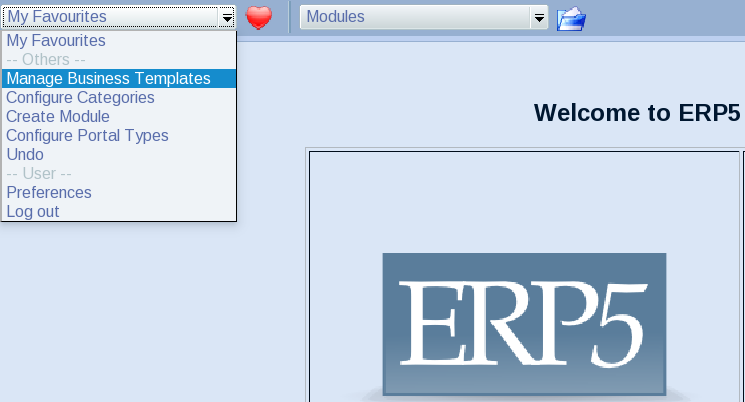 My Favourites
Modules
My Favourites
-- Others --
Manage Business Templates
Configure Categories
Create Module
Configure Portal Types
Undo
-- User --
Preferences
Log out
Welcome to ERP5
ERP5